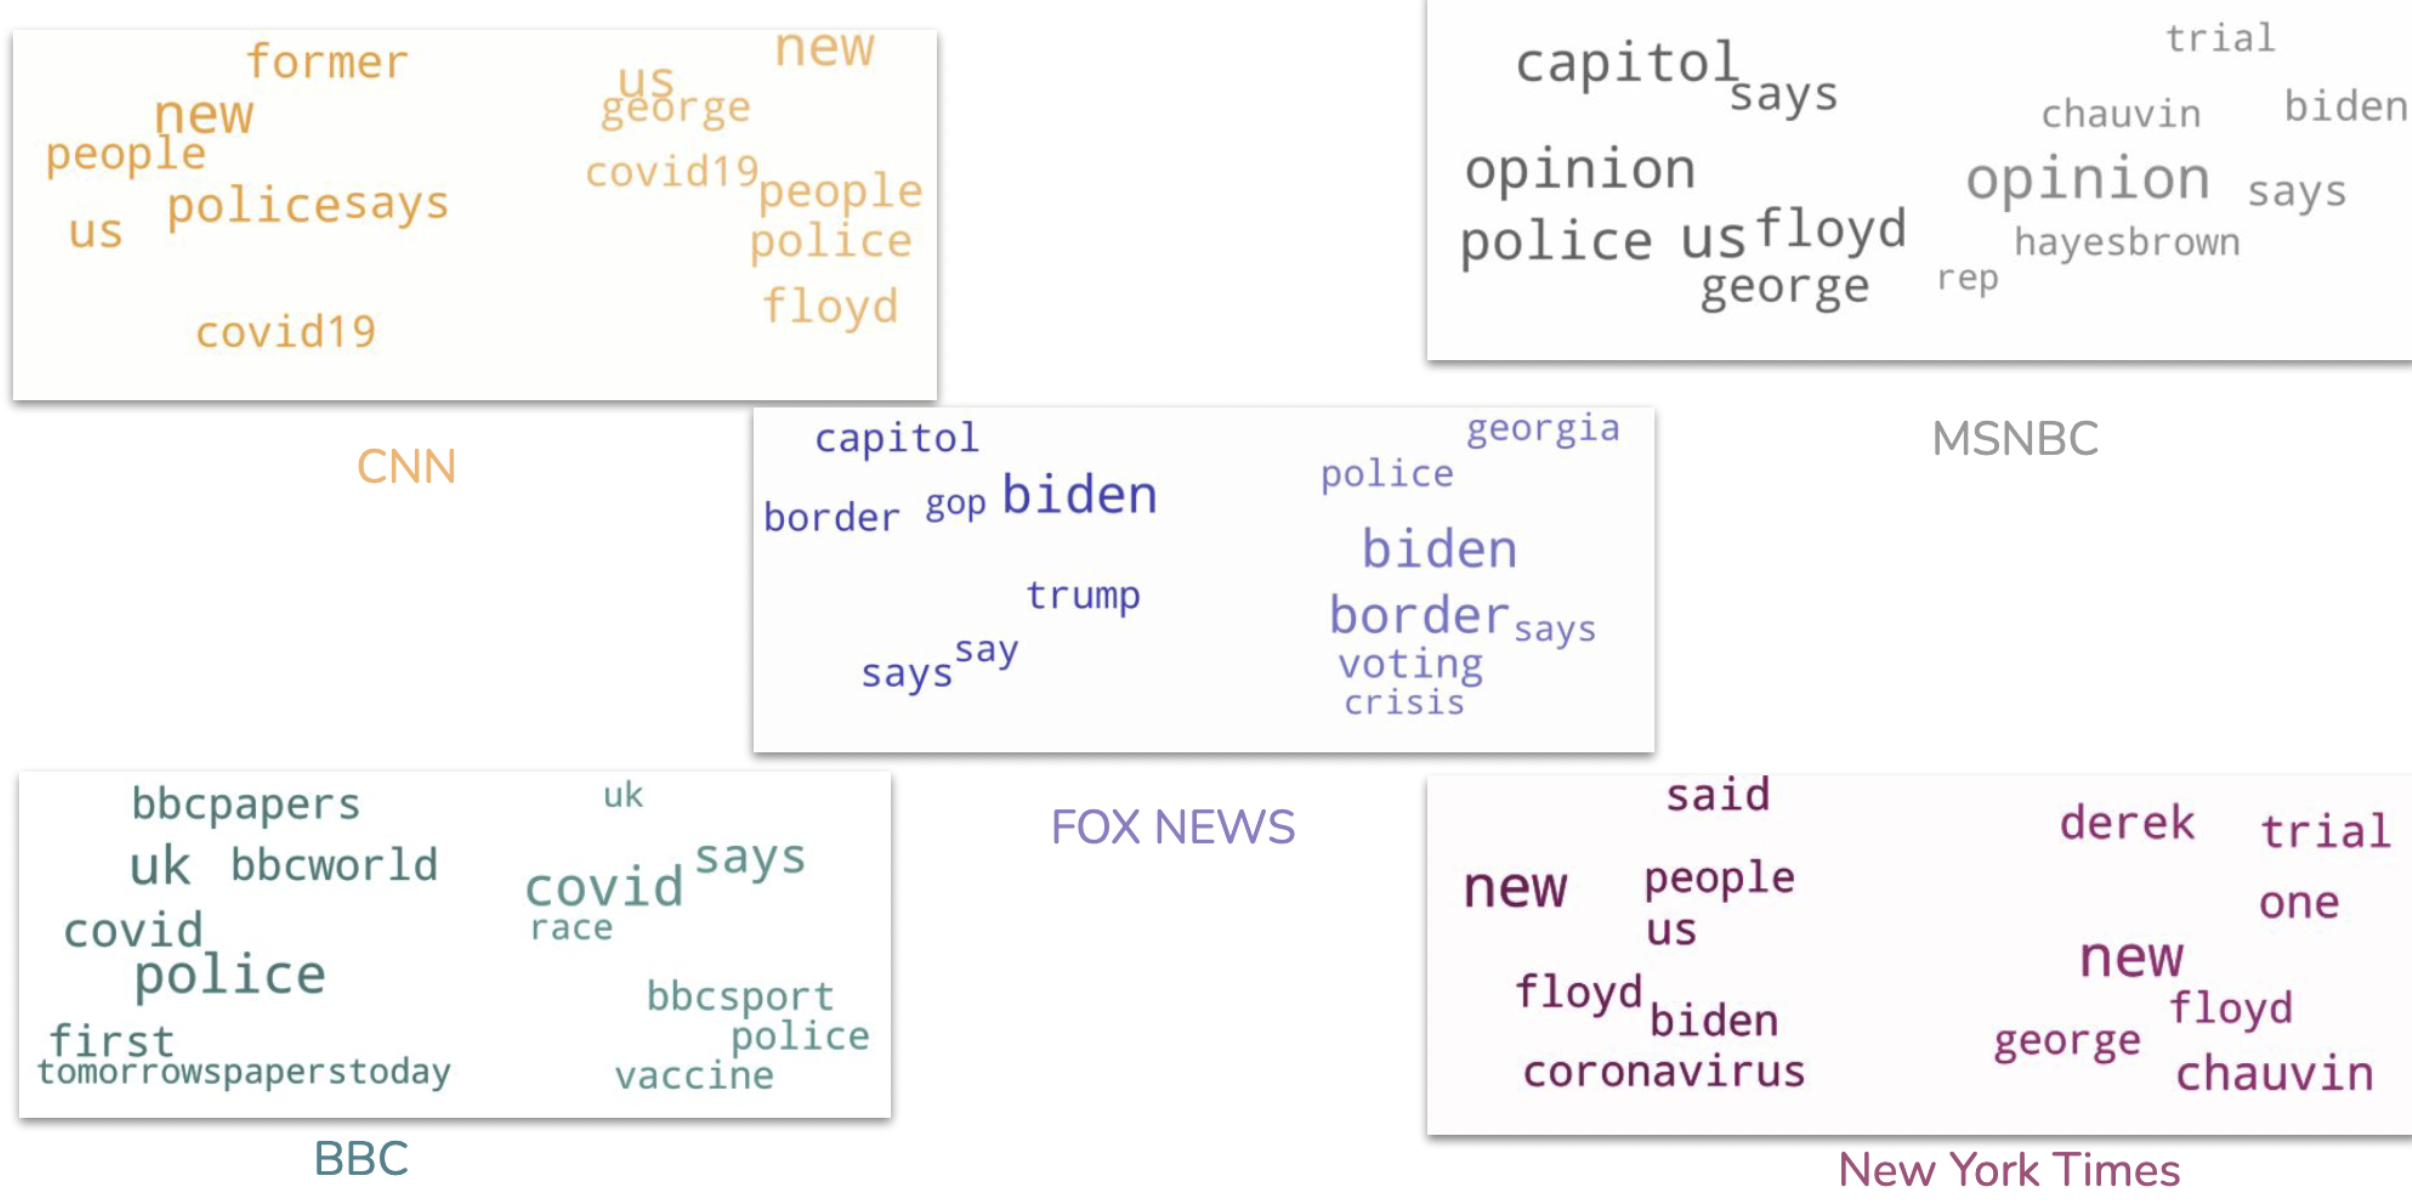 former
new
people
policesays
us
covid19
new
us
george
covid19
people
police
floyd
CNN
capitol
says
opinion
police us floyd
george
trial
chauvin biden
opinion says
hayesbrown
rep
MSNBC
capitol
border gop biden
trump
say
says
georgia
police
biden
border says
voting
crisis
FOX NEWS
bbcpapers
uk bbcworld
covid
police
first
tomorrowspaperstoday
uk
says
covid
race
bbcsport
police
vaccine
BBC
said
new people
us
floyd
biden
coronavirus
derek trial
one
new
floyd
george
chauvin
New York Times